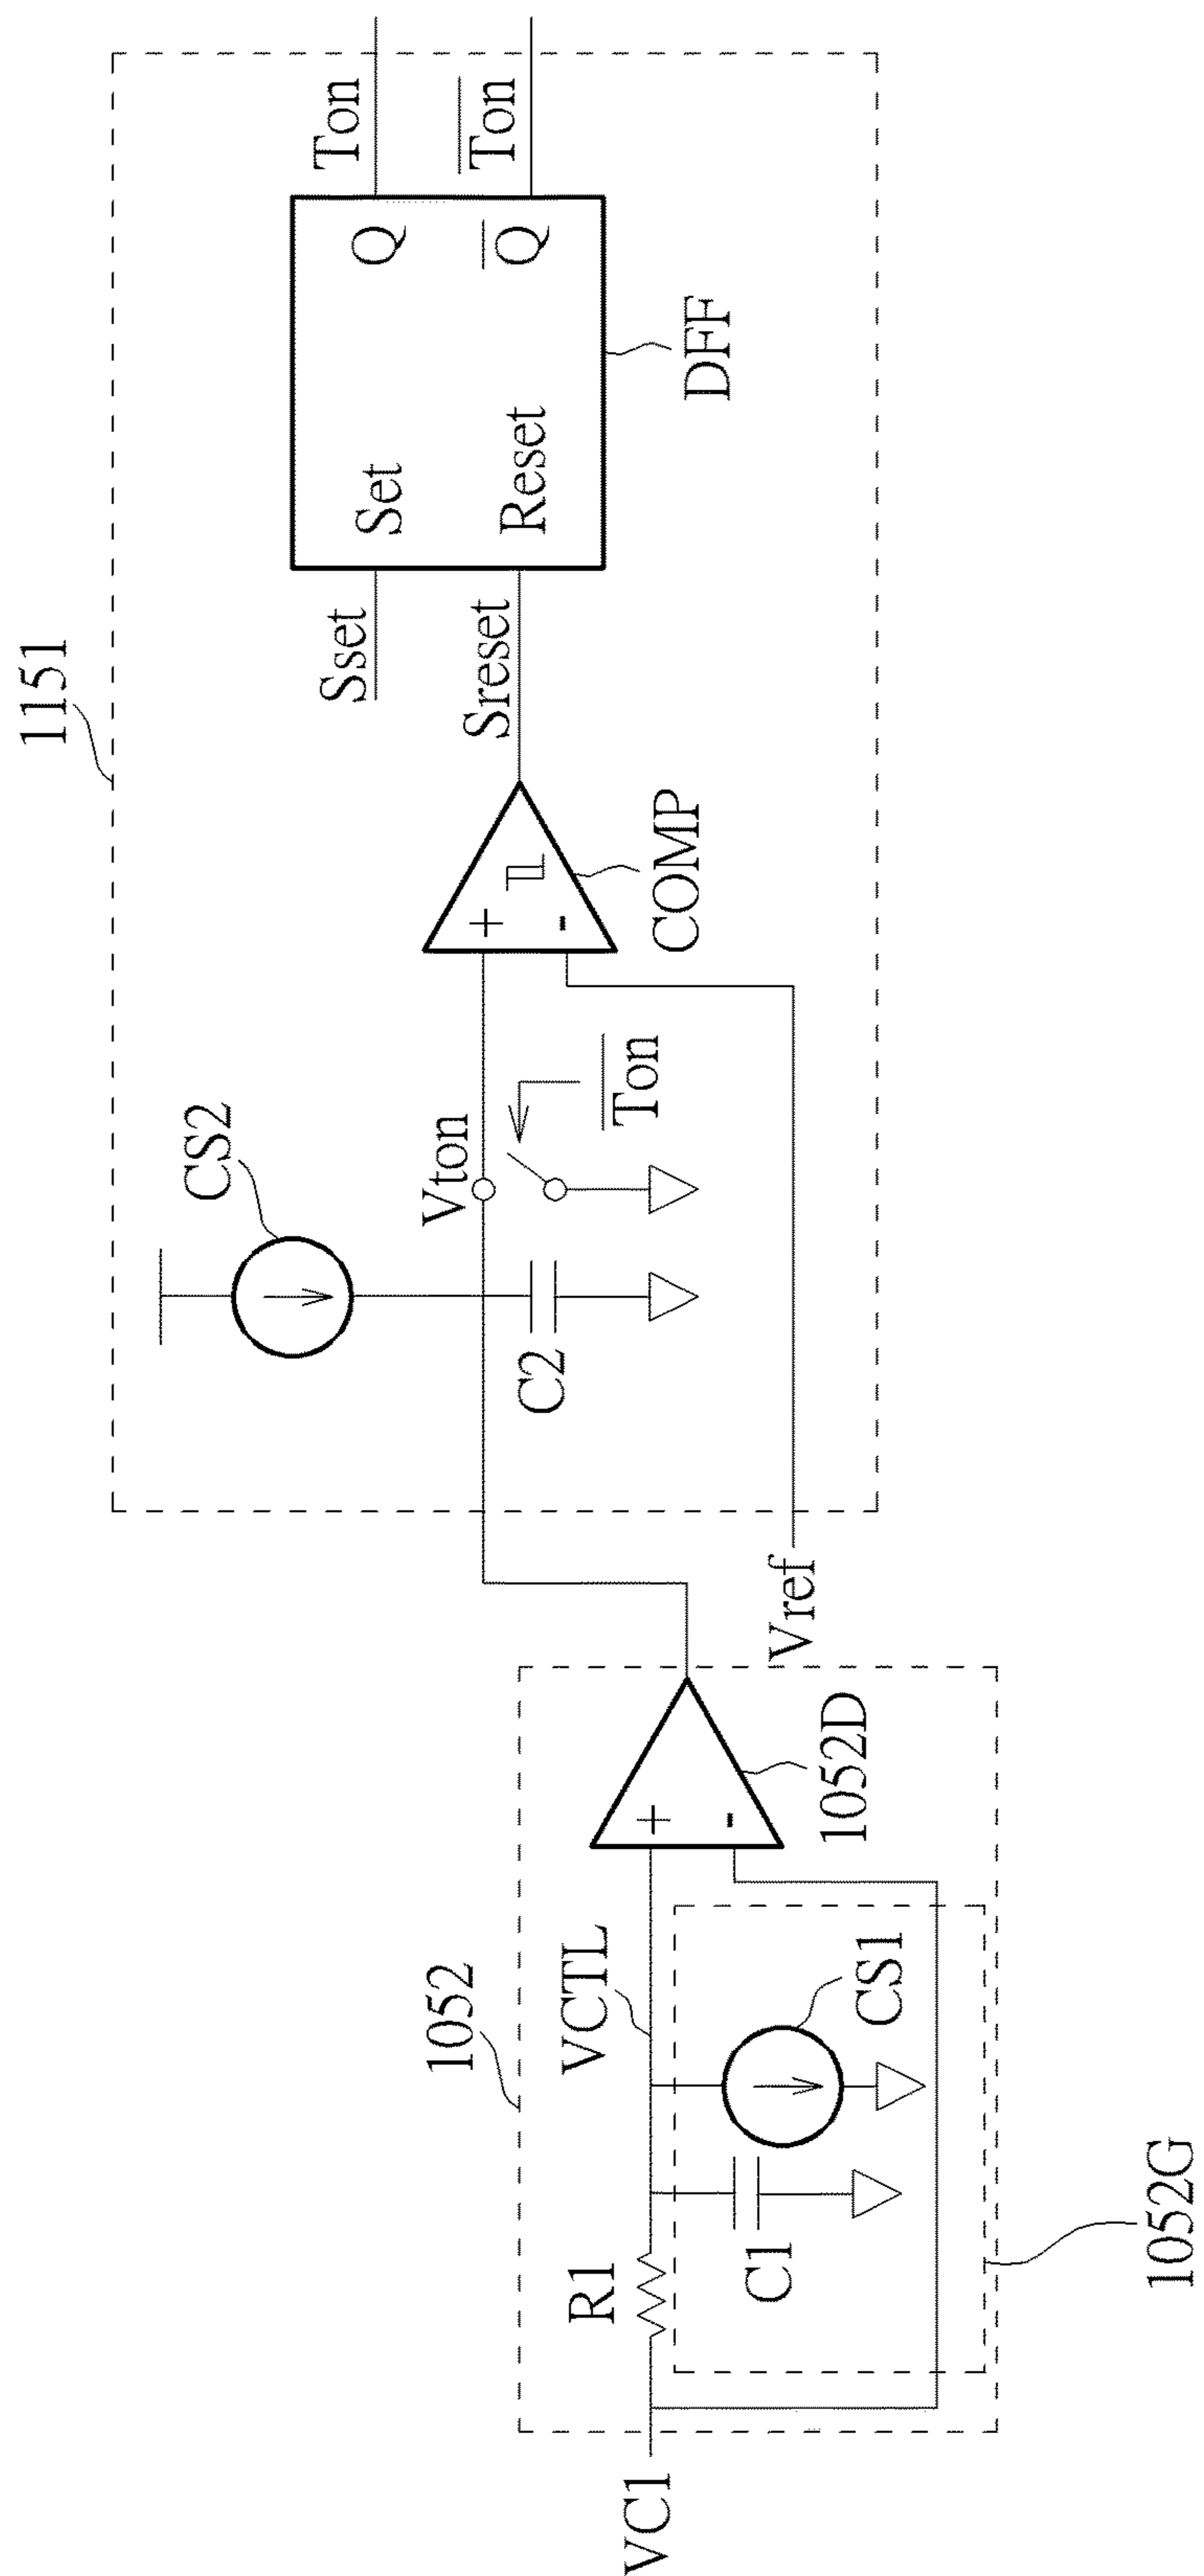 1151
CS2
Vton
Ton
C2
COMP
Sset
Sreset
Set
Reset
Q
Q
Ton
Ton
DFF
+
-
Vref
1052
VC1
R1
VCTL
C1
CS1
+
-
1052D
1052G